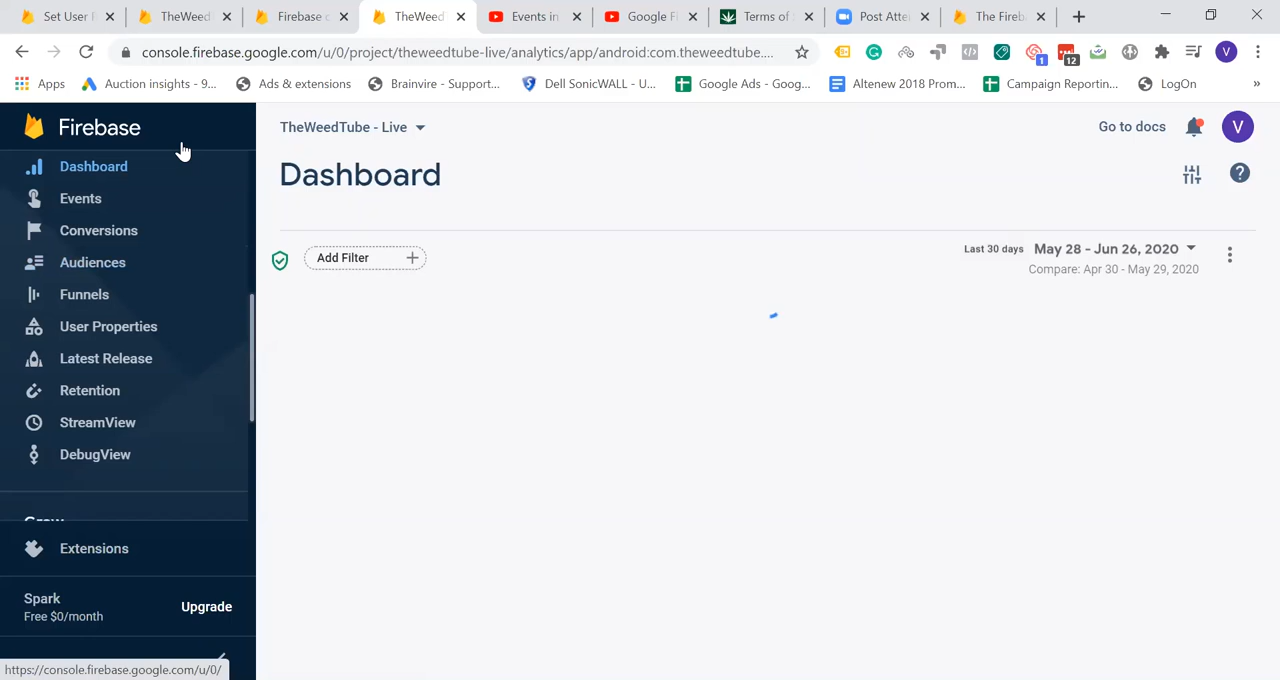 Set User P
TheWeed
Firebase c
TheWeed
Events in
Google Fi
Terms of S
Post Atte
The Fireb
console.firebase.google.com/u/0/project/theweedtube-live/analytics/app/android:com.theweedtube....
1
12
V
Apps
Auction insights - 9...
Ads & extensions
Brainvire - Support...
Dell SonicWALL - U...
Google Ads - Goog...
Altenew 2018 Prom...
Campaign Reportin...
LogOn
»
Firebase
TheWeedTube - Live
Go to docs
V
Dashboard
Dashboard
Events
Conversions
Audiences
Funnels
User Properties
Latest Release
Retention
StreamView
DebugView
Grow
Extensions
Spark
Free $0/month
Upgrade
Add Filter
Last 30 days May 28 - Jun 26, 2020
Compare: Apr 30 - May 29, 2020
https://console.firebase.google.com/u/0/